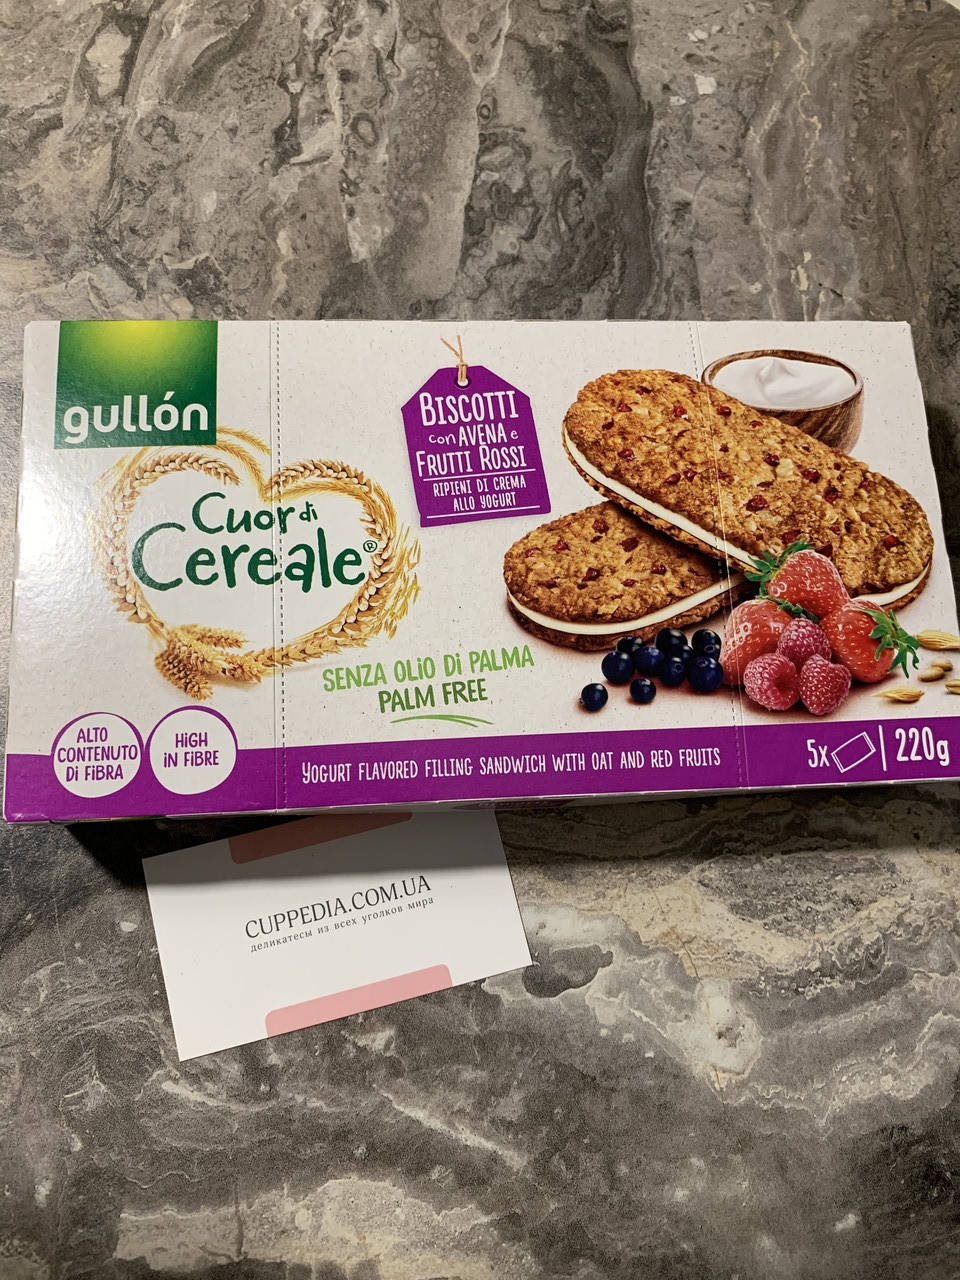 gullón
Cuor di
Cereale®
BISCOTTI
con AVENA e
FRUTTI ROSSI
RIPIENI DI CREMA
ALLO YOGURT
SENZA OLIO DI PALMA
PALM FREE
ALTO
CONTENUTO
DI FIBRA
HIGH
IN FIBRE
YOGURT FLAVORED FILLING SANDWICH WITH OAT AND RED FRUITS
5x | 220g
CUPPEDIA.COM.UA
деликатесы из всех уголков мира